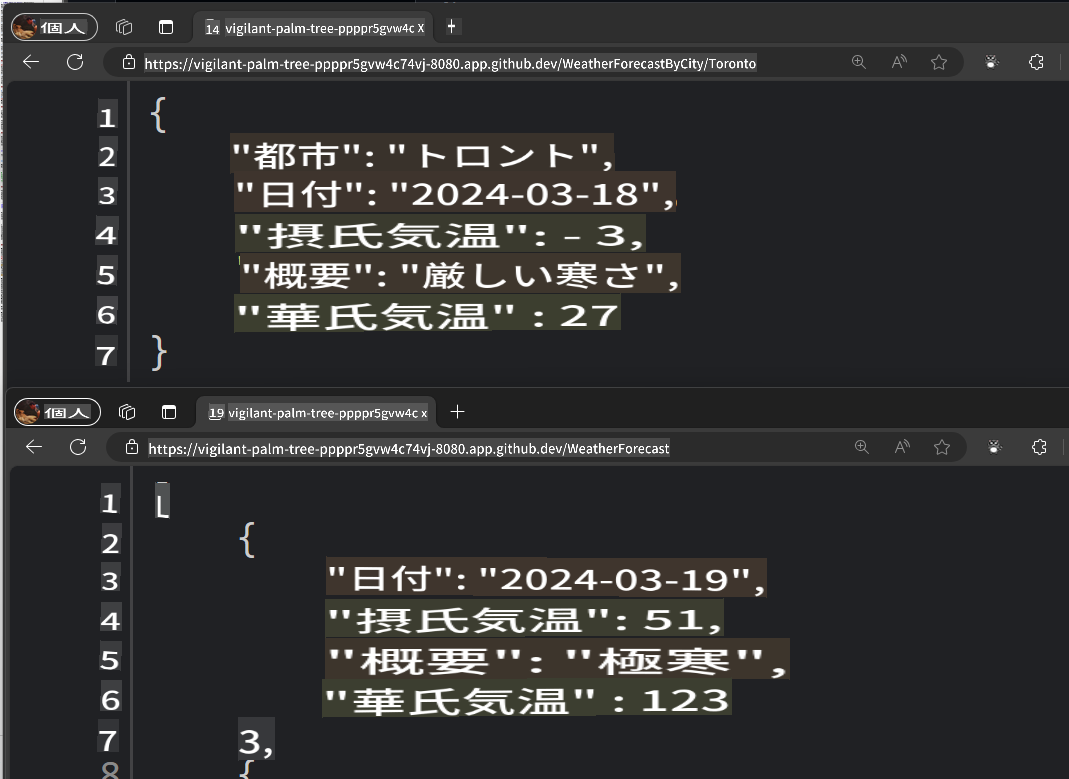 個人
14 vigilant-palm-tree-ppppr5gvw4c X
https://vigilant-palm-tree-ppppr5gvw4c74vj-8080.app.github.dev/WeatherForecastByCity/Toronto
1 {
2 "都市": "トロント",
3 "日付": "2024-03-18",
4 "摂氏気温": - 3,
5 "概要": "厳しい寒さ",
6 "華氏気温" : 27
7 }
個人
19 vigilant-palm-tree-ppppr5gvw4c x
https://vigilant-palm-tree-ppppr5gvw4c74vj-8080.app.github.dev/WeatherForecast
1 [
2 {
3 "日付": "2024-03-19",
4 "摂氏気温": 51,
5 "概要": "極寒",
6 "華氏気温" : 123
7 3,
8 {